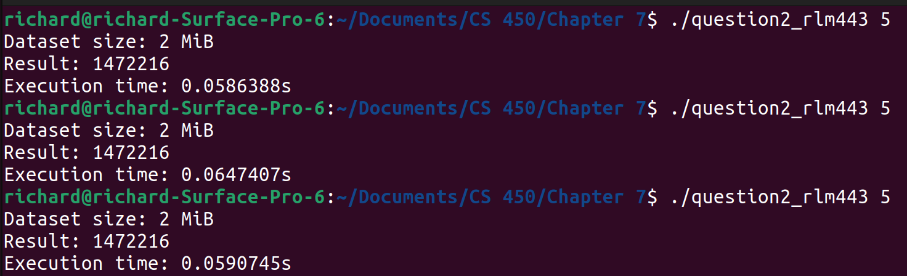 richard@richard-Surface-Pro-6:~/Documents/CS 450/Chapter 7$ ./question2_rlm443 5
Dataset size: 2 MiB
Result: 1472216
Execution time: 0.0586388s
richard@richard-Surface-Pro-6:~/Documents/CS 450/Chapter 7$ ./question2_rlm443 5
Dataset size: 2 MiB
Result: 1472216
Execution time: 0.0647407s
richard@richard-Surface-Pro-6:~/Documents/CS 450/Chapter 7$ ./question2_rlm443 5
Dataset size: 2 MiB
Result: 1472216
Execution time: 0.0590745s